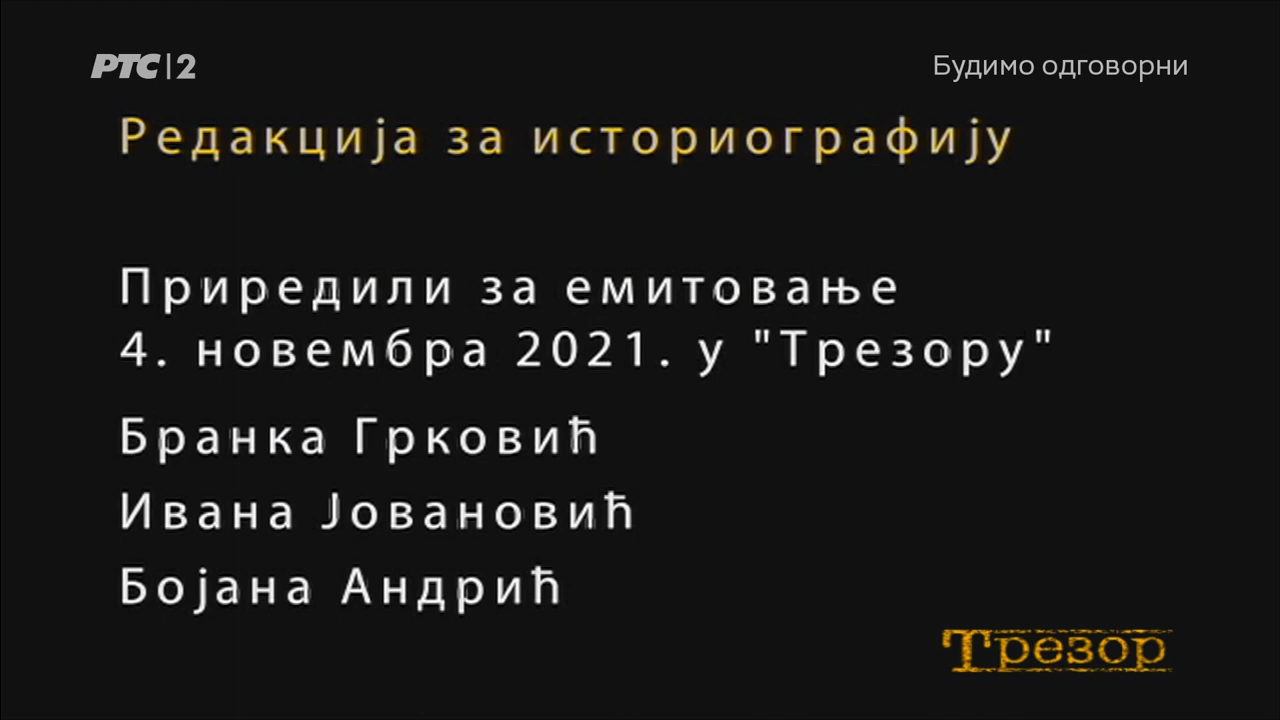 РТС|2
Будимо одговорни
Редакција за историографију
Приредили за емитовање
4. новембра 2021. у "Трезору"
Бранка Грковић
Ивана Јовановић
Бојана Андрић
Трезор